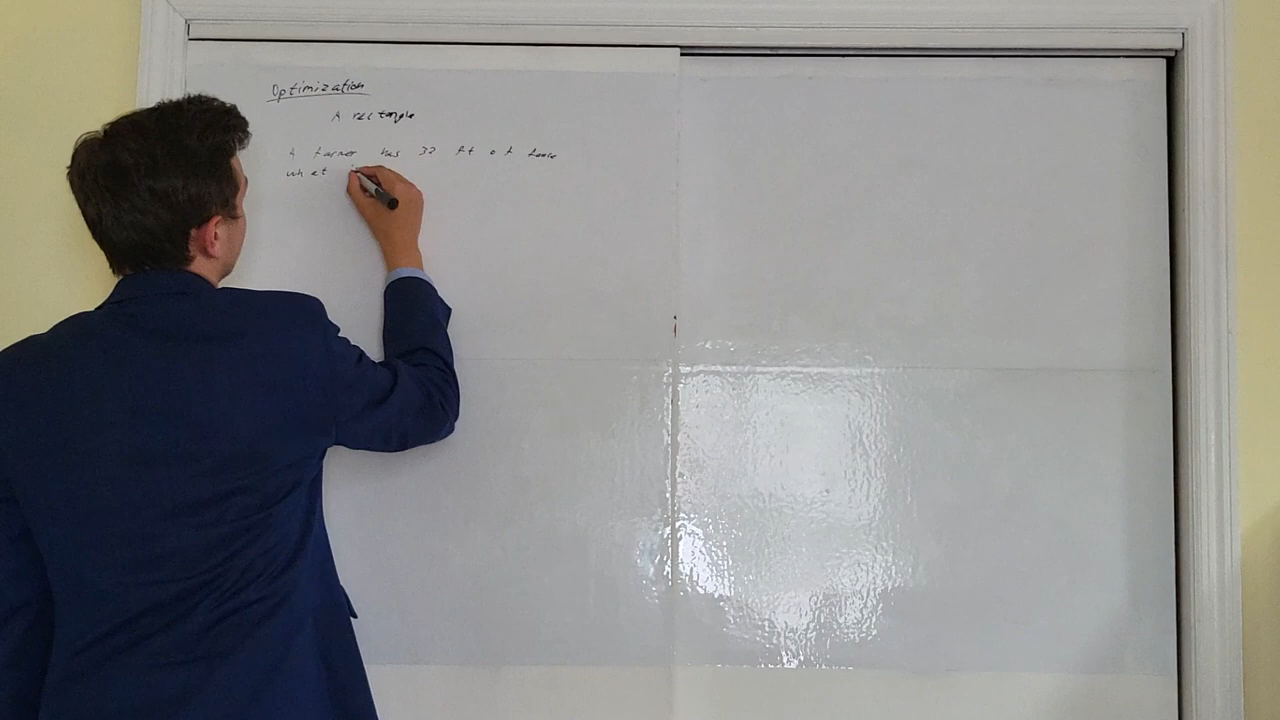 Optimization
A rectangle
A farmer has 32 ft of fence
what